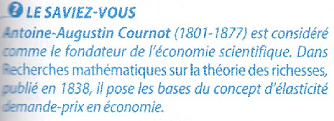 ? LE SAVIEZ-VOUS
Antoine-Augustin Cournot (1801-1877) est considéré
comme le fondateur de l'économie scientifique. Dans
Recherches mathématiques sur la théorie des richesses,
publié en 1838, il pose les bases du concept d'élasticité
demande-prix en économie.